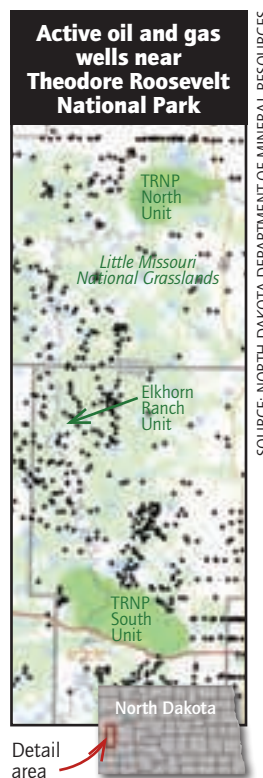 Active oil and gas
wells near
Theodore Roosevelt
National Park
TRNP
North
Unit
Little Missouri
National Grasslands
Elkhorn
Ranch
Unit
TRNP
South
Unit
North Dakota
Detail
area
SOURCE: NORTH DAKOTA DEPARTMENT OF MINERAL RESOURCES